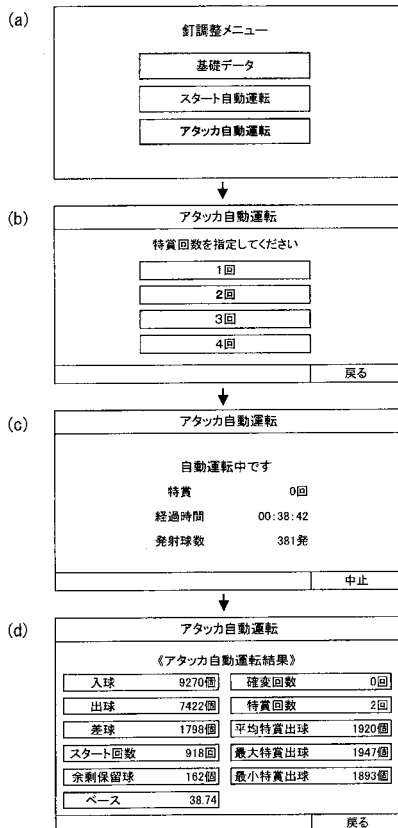 (a)
釘調整メニュー
基礎データ
スタート自動運転
アタッカ自動運転
(b)
アタッカ自動運転
特賞回数を指定してください
1回
2回
3回
4回
戻る
(c)
アタッカ自動運転
自動運転中です
特賞 0回
経過時間 00:38:42
発射球数 381発
中止
(d)
アタッカ自動運転
《アタッカ自動運転結果》
入球 9270個 確変回数 0回
出球 7422個 特賞回数 2回
差球 1798個 平均特賞出球 1920個
スタート回数 918回 最大特賞出球 1947個
余剰保留球 162個 最小特賞出球 1893個
ベース 38.74
戻る